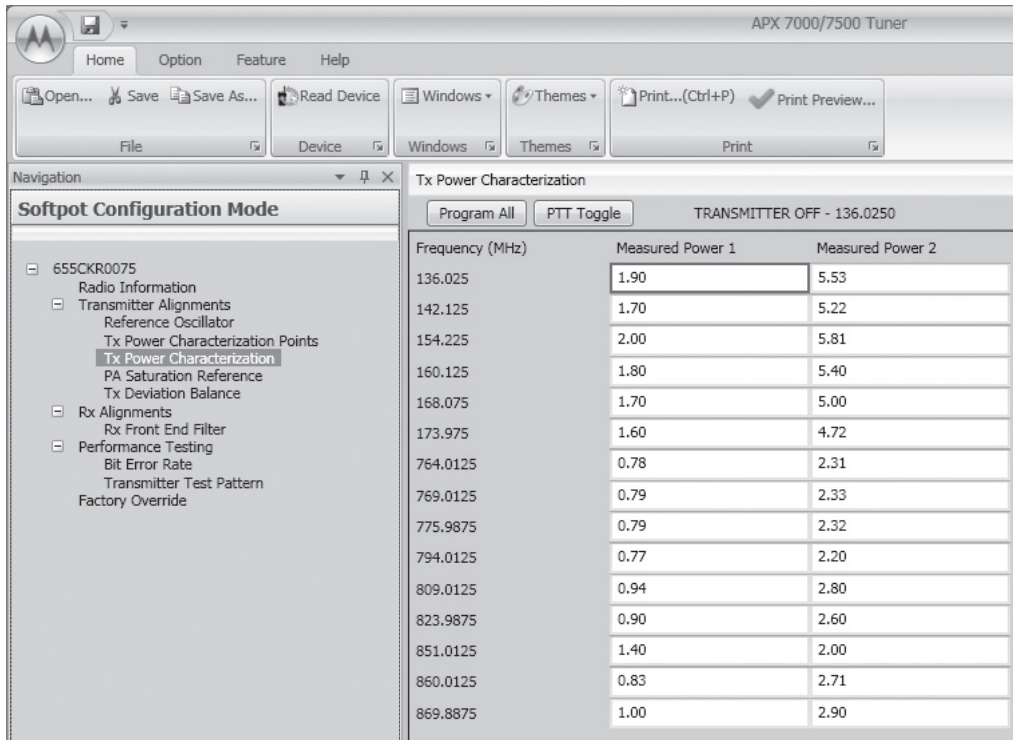 APX 7000/7500 Tuner
Home Option Feature Help
Open... Save Save As... Read Device Windows Themes Print...(Ctrl+P) Print Preview...
File Device Windows Themes Print
Navigation
Softpot Configuration Mode
655CKR0075
Radio Information
Transmitter Alignments
Reference Oscillator
Tx Power Characterization Points
Tx Power Characterization
PA Saturation Reference
Tx Deviation Balance
Rx Alignments
Rx Front End Filter
Performance Testing
Bit Error Rate
Transmitter Test Pattern
Factory Override
Tx Power Characterization
Program All PTT Toggle TRANSMITTER OFF - 136.0250
Frequency (MHz) Measured Power 1 Measured Power 2
136.025 1.90 5.53
142.125 1.70 5.22
154.225 2.00 5.81
160.125 1.80 5.40
168.075 1.70 5.00
173.975 1.60 4.72
764.0125 0.78 2.31
769.0125 0.79 2.33
775.9875 0.79 2.32
794.0125 0.77 2.20
809.0125 0.94 2.80
823.9875 0.90 2.60
851.0125 1.40 2.00
860.0125 0.83 2.71
869.8875 1.00 2.90